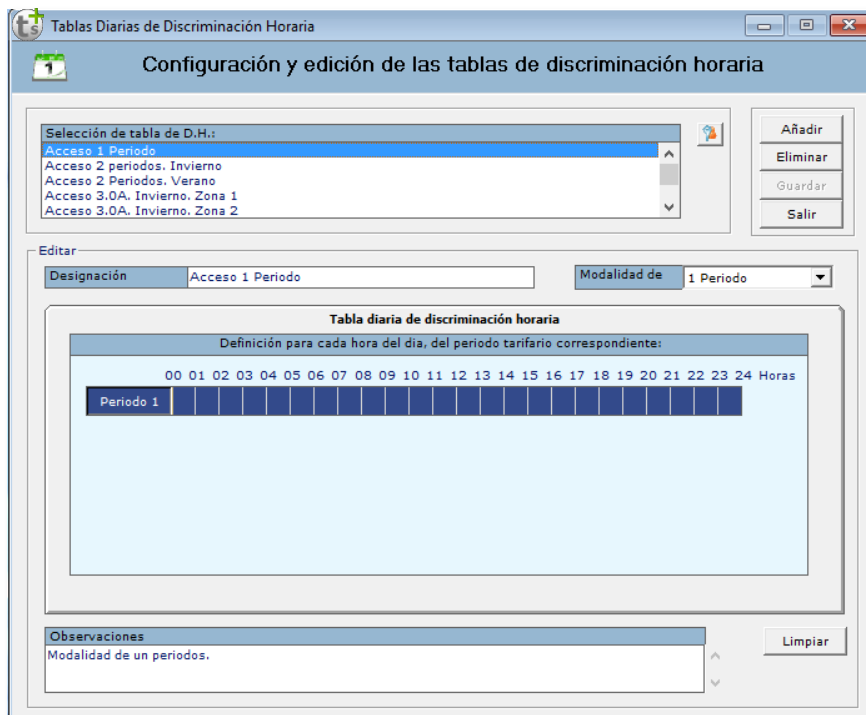 ts+ Tablas Diarias de Discriminación Horaria
1 Configuración y edición de las tablas de discriminación horaria
Selección de tabla de D.H.:
Acceso 1 Periodo
Acceso 2 periodos. Invierno
Acceso 2 Periodos. Verano
Acceso 3.0A. Invierno. Zona 1
Acceso 3.0A. Invierno. Zona 2
Añadir
Eliminar
Guardar
Salir
Editar
Designación Acceso 1 Periodo Modalidad de 1 Periodo
Tabla diaria de discriminación horaria
Definición para cada hora del dia, del periodo tarifario correspondiente:
00 01 02 03 04 05 06 07 08 09 10 11 12 13 14 15 16 17 18 19 20 21 22 23 24 Horas
Periodo 1
Observaciones
Modalidad de un periodos.
Limpiar